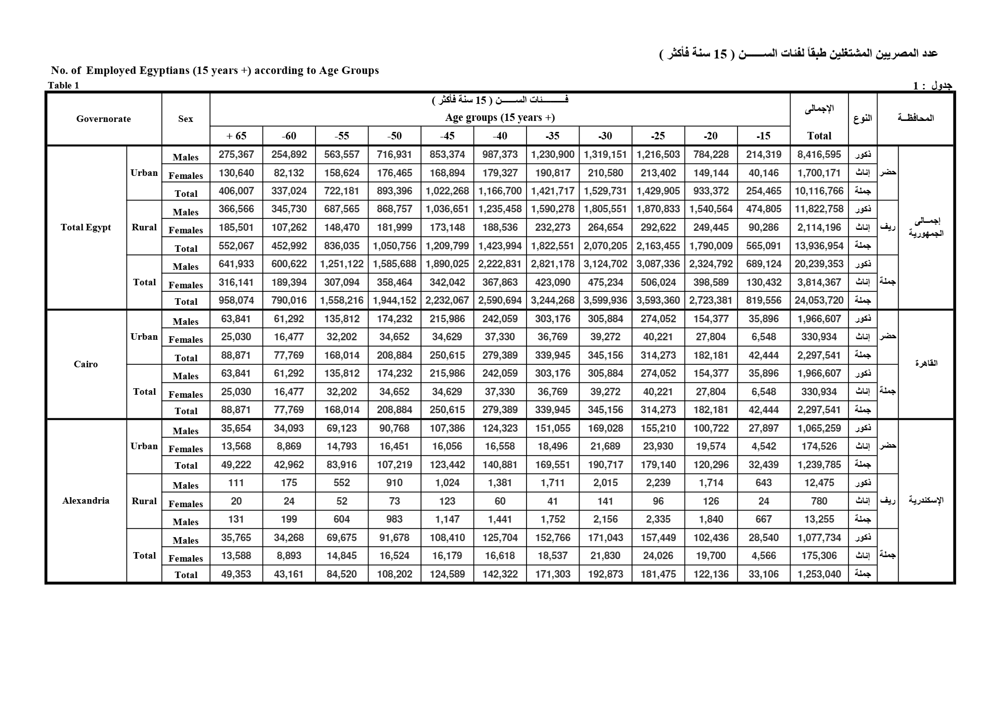 عدد المصريين المشتغلين طبقاً لفئات الســــــن ( 15 سنة فأكثر )
No. of Employed Egyptians (15 years +) according to Age Groups
Table 1 جدول : 1
Governorate Sex فـــــــــئات الســــــن ( 15 سنة فأكثر ) الإجمالى النوع المحافظــة
Age groups (15 years +)
+ 65 -60 -55 -50 -45 -40 -35 -30 -25 -20 -15 Total
Total Egypt Urban Males 275,367 254,892 563,557 716,931 853,374 987,373 1,230,900 1,319,151 1,216,503 784,228 214,319 8,416,595 ذكور حضر إجمــالى الجمهورية
Females 130,640 82,132 158,624 176,465 168,894 179,327 190,817 210,580 213,402 149,144 40,146 1,700,171 إناث
Total 406,007 337,024 722,181 893,396 1,022,268 1,166,700 1,421,717 1,529,731 1,429,905 933,372 254,465 10,116,766 جملة
Rural Males 366,566 345,730 687,565 868,757 1,036,651 1,235,458 1,590,278 1,805,551 1,870,833 1,540,564 474,805 11,822,758 ذكور ريف
Females 185,501 107,262 148,470 181,999 173,148 188,536 232,273 264,654 292,622 249,445 90,286 2,114,196 إناث
Total 552,067 452,992 836,035 1,050,756 1,209,799 1,423,994 1,822,551 2,070,205 2,163,455 1,790,009 565,091 13,936,954 جملة
Total Males 641,933 600,622 1,251,122 1,585,688 1,890,025 2,222,831 2,821,178 3,124,702 3,087,336 2,324,792 689,124 20,239,353 ذكور جملة
Females 316,141 189,394 307,094 358,464 342,042 367,863 423,090 475,234 506,024 398,589 130,432 3,814,367 إناث
Total 958,074 790,016 1,558,216 1,944,152 2,232,067 2,590,694 3,244,268 3,599,936 3,593,360 2,723,381 819,556 24,053,720 جملة
Cairo Urban Males 63,841 61,292 135,812 174,232 215,986 242,059 303,176 305,884 274,052 154,377 35,896 1,966,607 ذكور حضر القاهرة
Females 25,030 16,477 32,202 34,652 34,629 37,330 36,769 39,272 40,221 27,804 6,548 330,934 إناث
Total 88,871 77,769 168,014 208,884 250,615 279,389 339,945 345,156 314,273 182,181 42,444 2,297,541 جملة
Total Males 63,841 61,292 135,812 174,232 215,986 242,059 303,176 305,884 274,052 154,377 35,896 1,966,607 ذكور جملة
Females 25,030 16,477 32,202 34,652 34,629 37,330 36,769 39,272 40,221 27,804 6,548 330,934 إناث
Total 88,871 77,769 168,014 208,884 250,615 279,389 339,945 345,156 314,273 182,181 42,444 2,297,541 جملة
Alexandria Urban Males 35,654 34,093 69,123 90,768 107,386 124,323 151,055 169,028 155,210 100,722 27,897 1,065,259 ذكور حضر الإسكندرية
Females 13,568 8,869 14,793 16,451 16,056 16,558 18,496 21,689 23,930 19,574 4,542 174,526 إناث
Total 49,222 42,962 83,916 107,219 123,442 140,881 169,551 190,717 179,140 120,296 32,439 1,239,785 جملة
Rural Males 111 175 552 910 1,024 1,381 1,711 2,015 2,239 1,714 643 12,475 ذكور ريف
Females 20 24 52 73 123 60 41 141 96 126 24 780 إناث
Males 131 199 604 983 1,147 1,441 1,752 2,156 2,335 1,840 667 13,255 جملة
Total Males 35,765 34,268 69,675 91,678 108,410 125,704 152,766 171,043 157,449 102,436 28,540 1,077,734 ذكور جملة
Females 13,588 8,893 14,845 16,524 16,179 16,618 18,537 21,830 24,026 19,700 4,566 175,306 إناث
Total 49,353 43,161 84,520 108,202 124,589 142,322 171,303 192,873 181,475 122,136 33,106 1,253,040 جملة